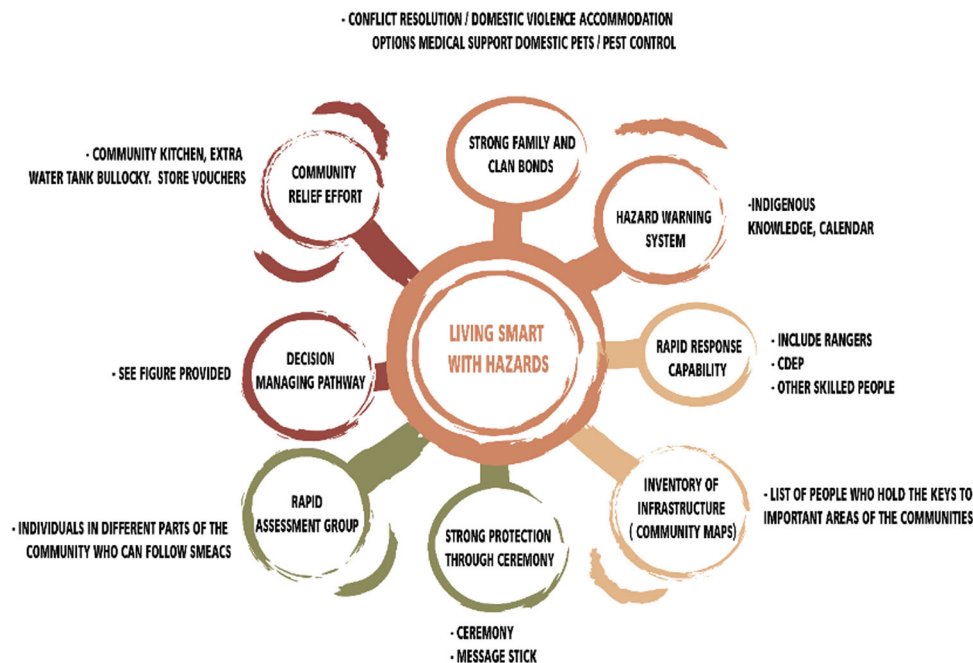 - CONFLICT RESOLUTION / DOMESTIC VIOLENCE ACCOMMODATION
OPTIONS MEDICAL SUPPORT DOMESTIC PETS / PEST CONTROL
STRONG FAMILY AND
CLAN BONDS
HAZARD WARNING
SYSTEM
-INDIGENOUS
KNOWLEDGE, CALENDAR
RAPID RESPONSE
CAPABILITY
- INCLUDE RANGERS
- CDEP
- OTHER SKILLED PEOPLE
INVENTORY OF
INFRASTRUCTURE
( COMMUNITY MAPS)
- LIST OF PEOPLE WHO HOLD THE KEYS TO
IMPORTANT AREAS OF THE COMMUNITIES
STRONG PROTECTION
THROUGH CEREMONY
- CEREMONY
- MESSAGE STICK
RAPID
ASSESSMENT GROUP
- INDIVIDUALS IN DIFFERENT PARTS OF THE
COMMUNITY WHO CAN FOLLOW SMEACS
DECISION
MANAGING PATHWAY
- SEE FIGURE PROVIDED
COMMUNITY
RELIEF EFFORT
- COMMUNITY KITCHEN, EXTRA
WATER TANK BULLOCKY. STORE VOUCHERS
LIVING SMART
WITH HAZARDS